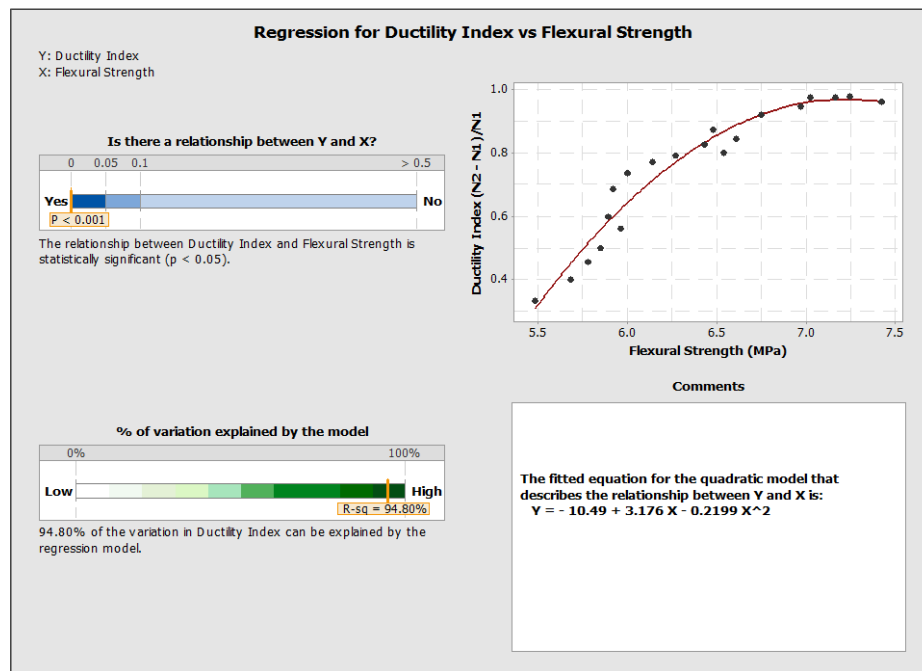 Regression for Ductility Index vs Flexural Strength
Y: Ductility Index
X: Flexural Strength
Is there a relationship between Y and X?
0 0.05 0.1 > 0.5
Yes No
P < 0.001
The relationship between Ductility Index and Flexural Strength is
statistically significant (p < 0.05).
% of variation explained by the model
0% 100%
Low High
R-sq = 94.80%
94.80% of the variation in Ductility Index can be explained by the
regression model.
Ductility Index (N2 - N1)/N1
1.0
0.8
0.6
0.4
5.5 6.0 6.5 7.0 7.5
Flexural Strength (MPa)
Comments
The fitted equation for the quadratic model that
describes the relationship between Y and X is:
Y = - 10.49 + 3.176 X - 0.2199 X^2